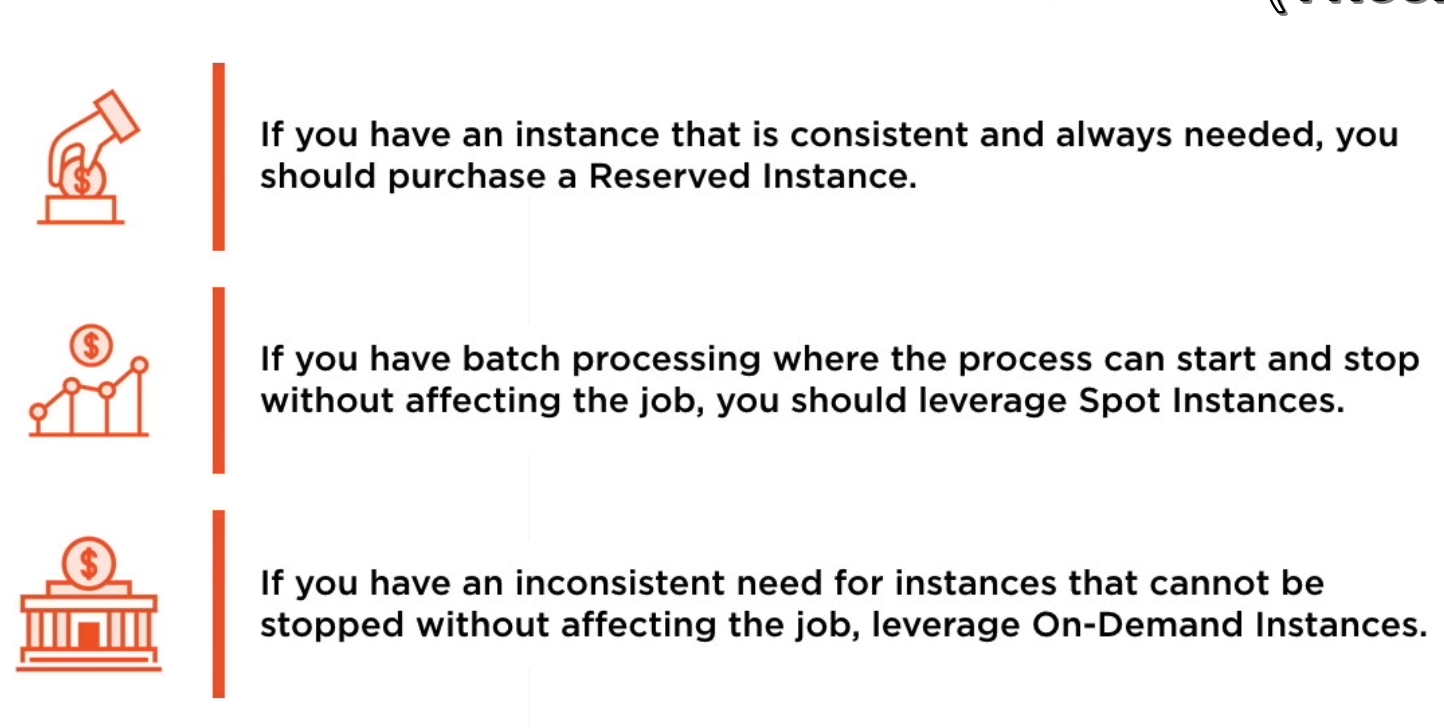 If you have an instance that is consistent and always needed, you
should purchase a Reserved Instance.
If you have batch processing where the process can start and stop
without affecting the job, you should leverage Spot Instances.
If you have an inconsistent need for instances that cannot be
stopped without affecting the job, leverage On-Demand Instances.